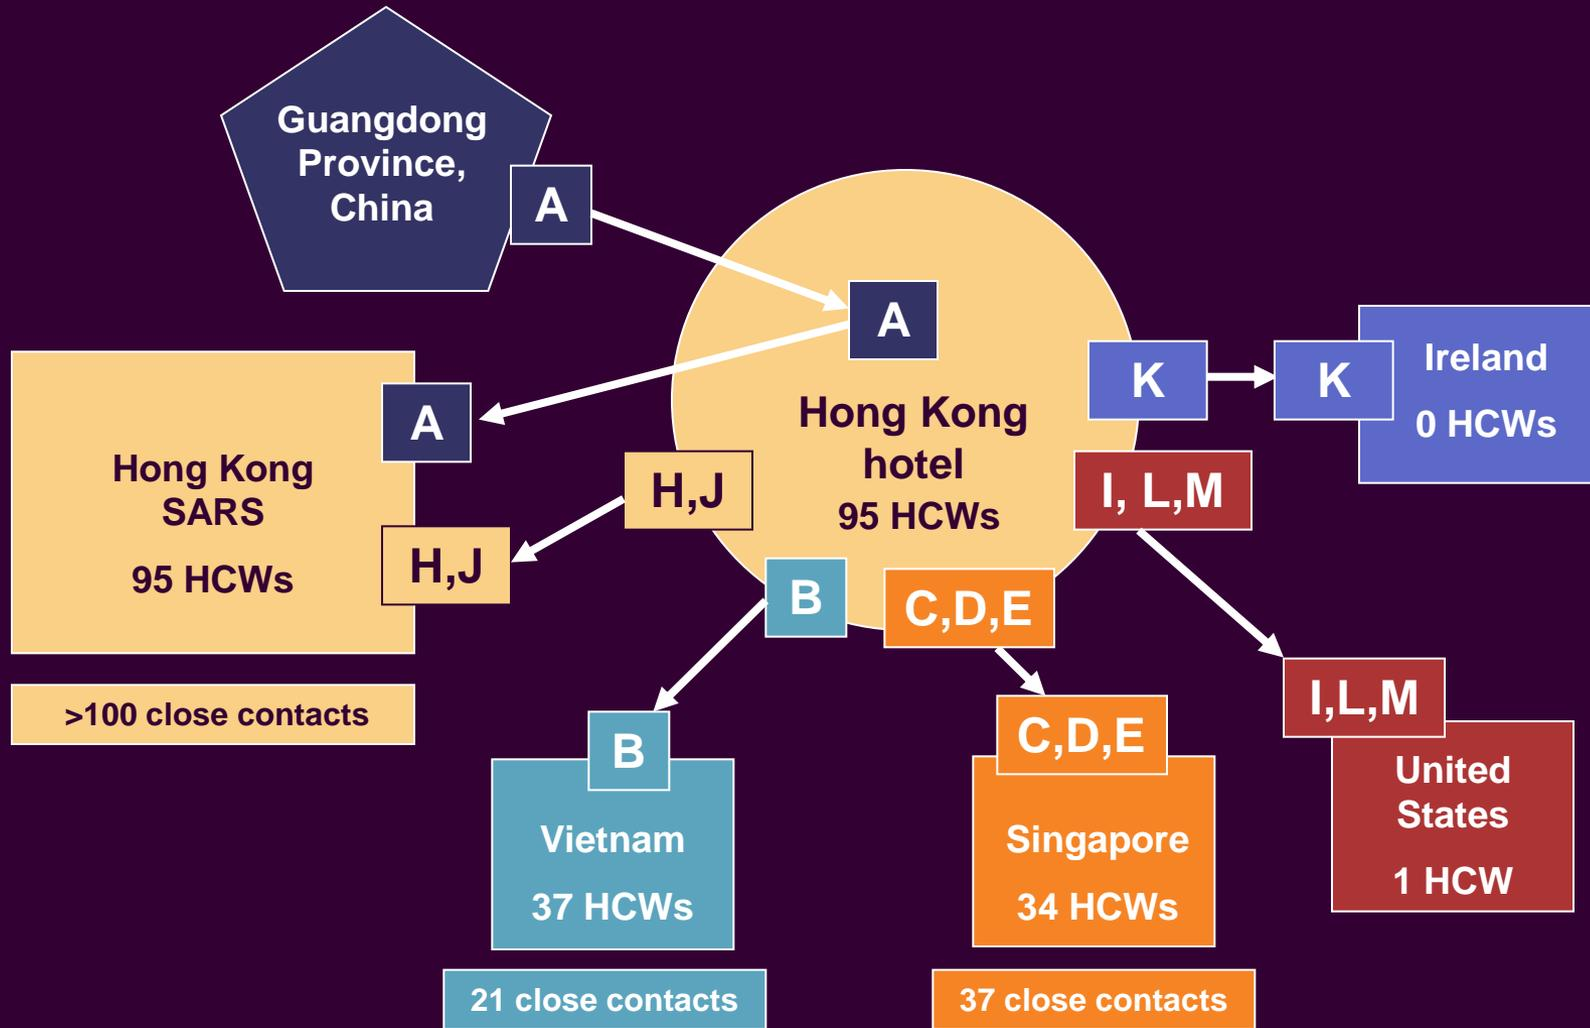 Guangdong
Province,
China
A
A
Hong Kong
hotel
95 HCWs
K
K
Ireland
0 HCWs
A
Hong Kong
SARS
95 HCWs
H,J
H,J
>100 close contacts
I, L,M
I,L,M
United
States
1 HCW
B
B
Vietnam
37 HCWs
21 close contacts
C,D,E
C,D,E
Singapore
34 HCWs
37 close contacts